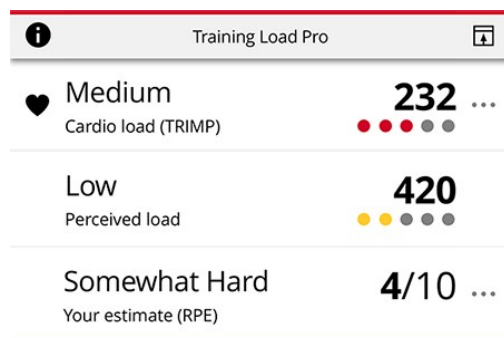 Training Load Pro
Medium 232
Cardio load (TRIMP)
Low 420
Perceived load
Somewhat Hard 4/10
Your estimate (RPE)